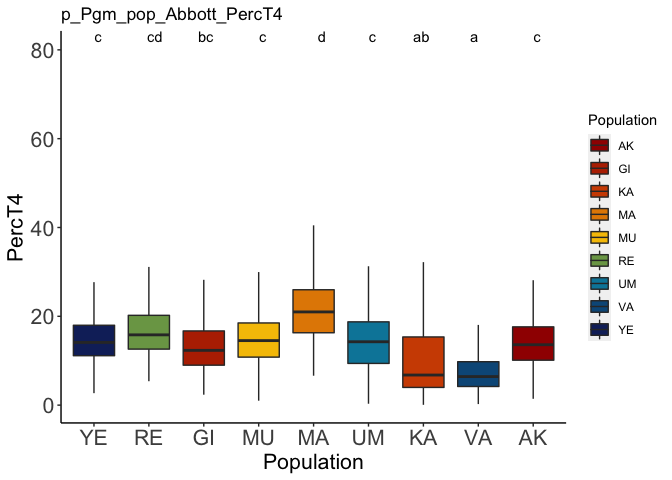 p_Pgm_pop_Abbott_PercT4
c cd bc c d c ab a c
80
60
40
20
0
PercT4
YE RE GI MU MA UM KA VA AK
Population
Population
AK
GI
KA
MA
MU
RE
UM
VA
YE